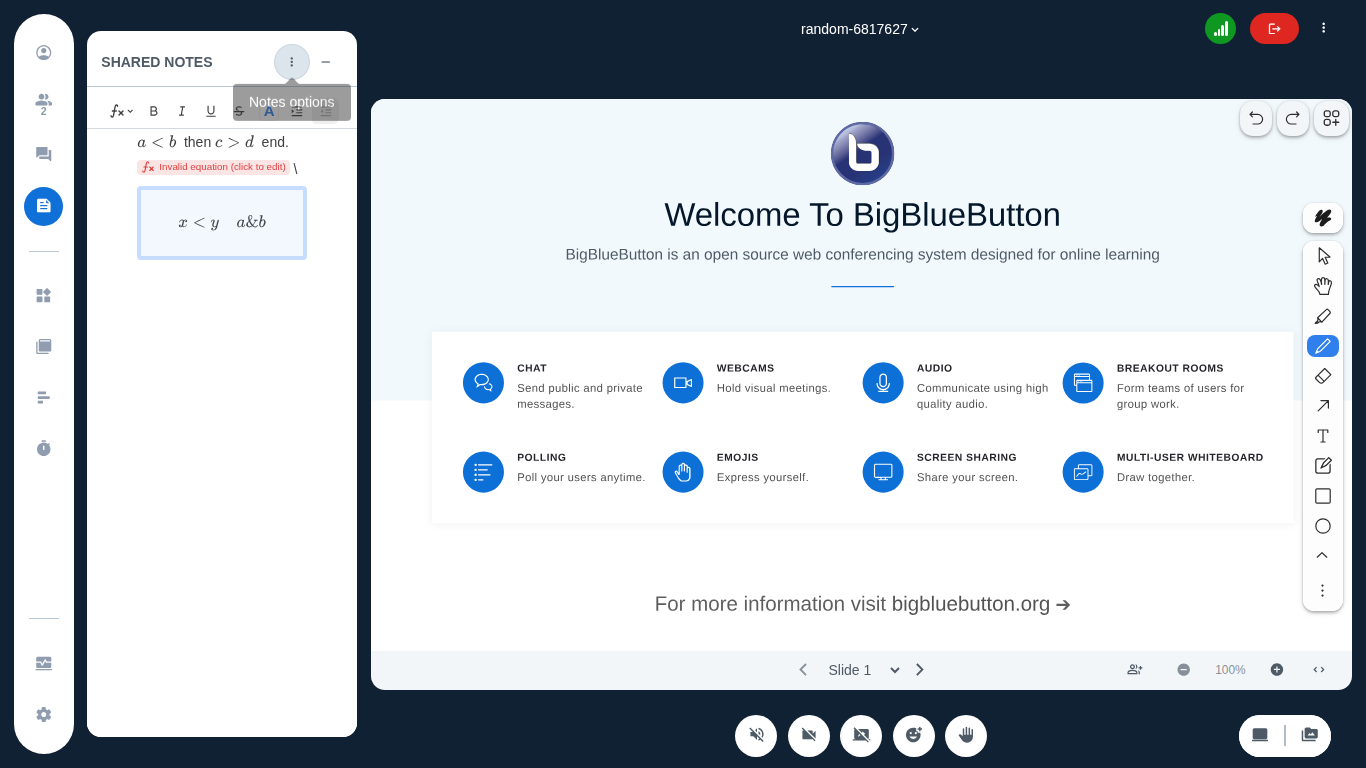 random-6817627
SHARED NOTES
Notes options
2
a < b then c > d end.
Invalid equation (click to edit) \
x < y a&b
Welcome To BigBlueButton
BigBlueButton is an open source web conferencing system designed for online learning
CHAT
Send public and private
messages.
WEBCAMS
Hold visual meetings.
AUDIO
Communicate using high
quality audio.
BREAKOUT ROOMS
Form teams of users for
group work.
POLLING
Poll your users anytime.
EMOJIS
Express yourself.
SCREEN SHARING
Share your screen.
MULTI-USER WHITEBOARD
Draw together.
For more information visit bigbluebutton.org ➔
Slide 1
100%